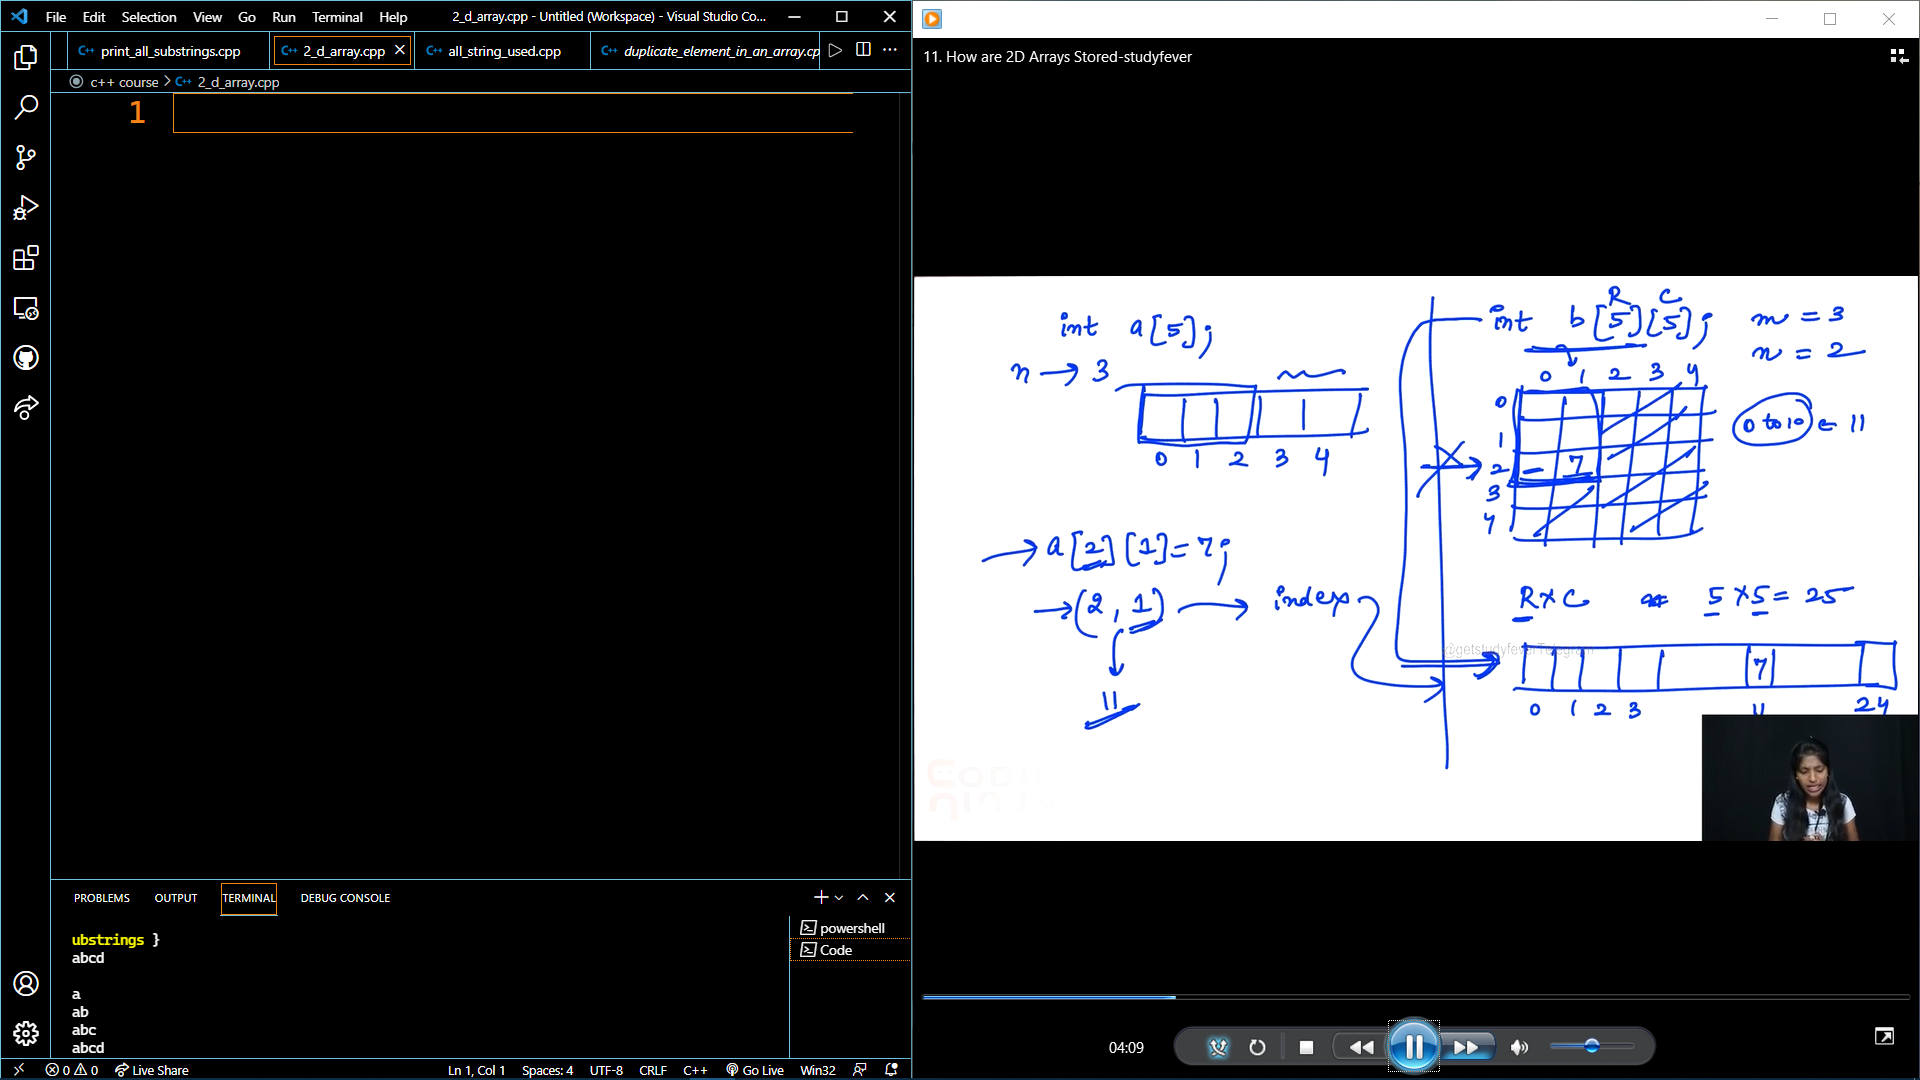 File Edit Selection View Go Run Terminal Help 2_d_array.cpp - Untitled (Workspace) - Visual Studio Co...
print_all_substrings.cpp 2_d_array.cpp all_string_used.cpp duplicate_element_in_an_array.cp
c++ course > 2_d_array.cpp
1
PROBLEMS OUTPUT TERMINAL DEBUG CONSOLE
ubstrings }
abcd
a
ab
abc
abcd
powershell
Code
0 0 Live Share Ln 1, Col 1 Spaces: 4 UTF-8 CRLF C++ Go Live Win32
11. How are 2D Arrays Stored-studyfever
int a[5];
n → 3
0 1 2 3 4
→ a[2][1] = 7;
→ (2, 1) → index
11
R C
int b[5][5];
m = 3
n = 2
0 1 2 3 4
0
1
2 - 7
3
4
0 to 10 ← 11
R×C = 5×5 = 25
@getstudyfeverTelegram
7
0 1 2 3 11 24
CODING
04:09